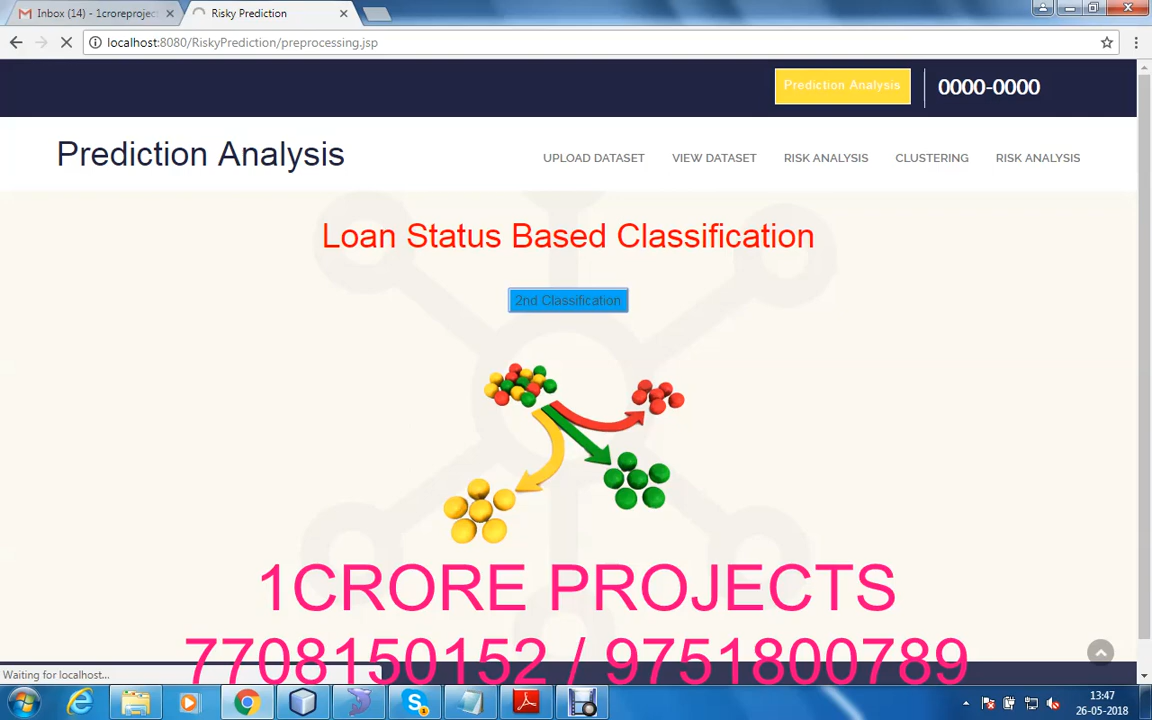 Inbox (14) - 1croreprojec
Risky Prediction
localhost:8080/RiskyPrediction/preprocessing.jsp
Prediction Analysis
0000-0000
Prediction Analysis
UPLOAD DATASET VIEW DATASET RISK ANALYSIS CLUSTERING RISK ANALYSIS
Loan Status Based Classification
2nd Classification
1CRORE PROJECTS
7708150152 / 9751800789
Waiting for localhost...
13:47
26-05-2018